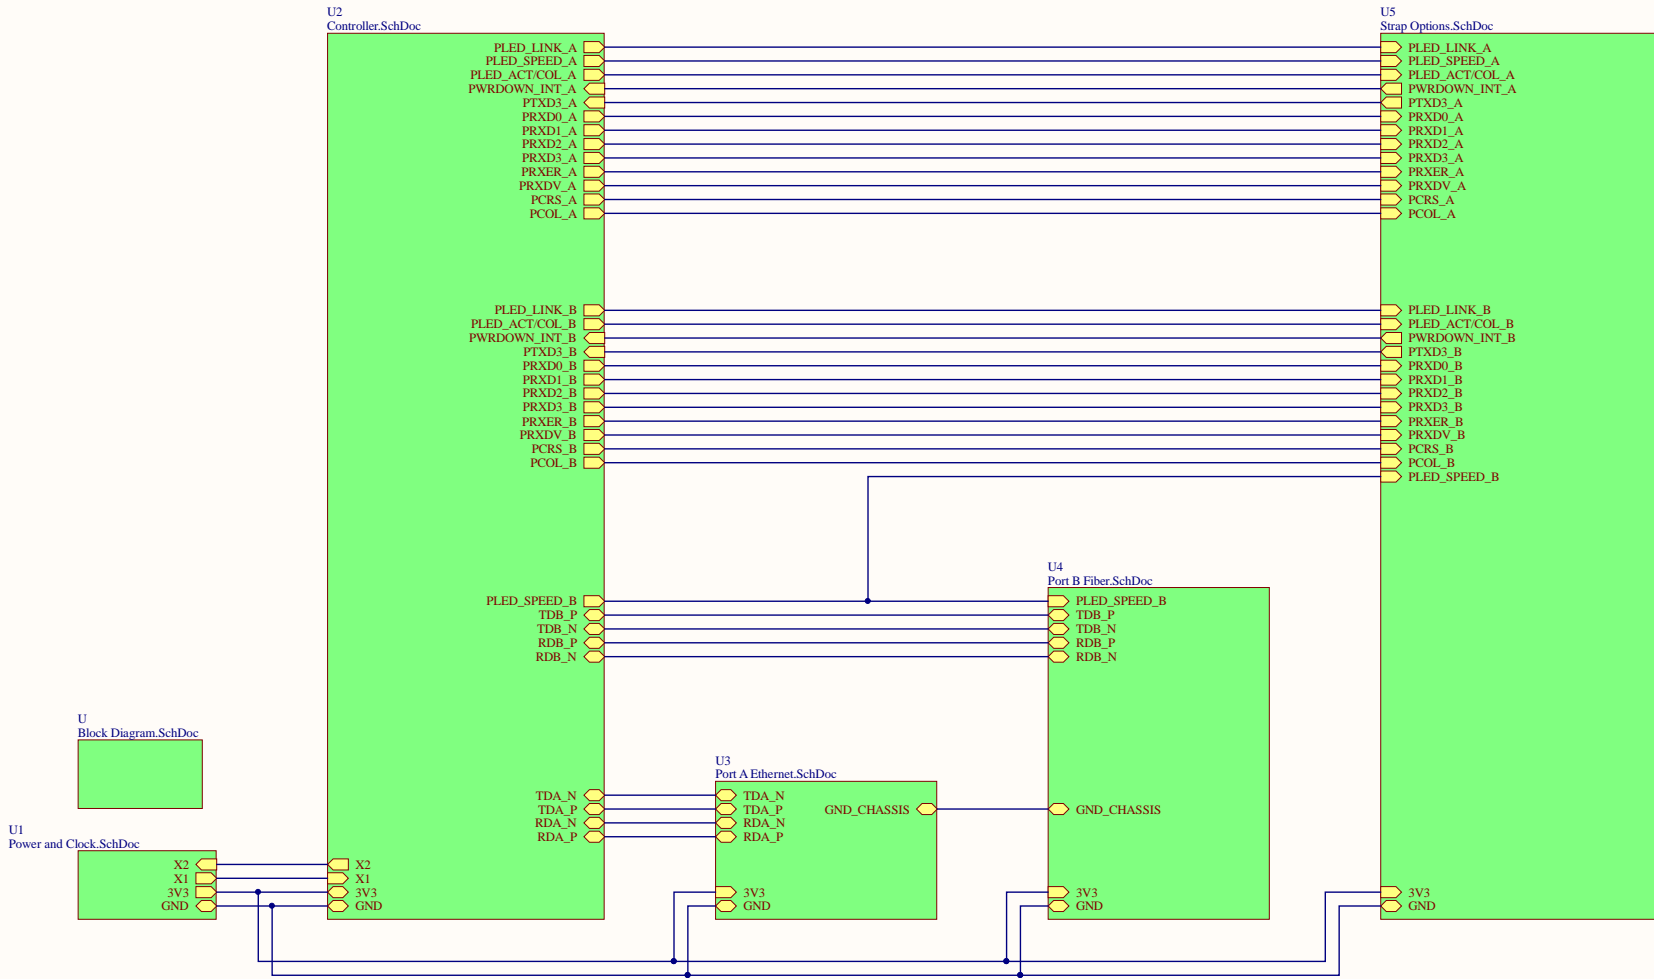 U2
Controller.SchDoc
PLED_LINK_A
PLED_SPEED_A
PLED_ACT/COL_A
PWRDOWN_INT_A
PTXD3_A
PRXD0_A
PRXD1_A
PRXD2_A
PRXD3_A
PRXER_A
PRXDV_A
PCRS_A
PCOL_A
PLED_LINK_B
PLED_ACT/COL_B
PWRDOWN_INT_B
PTXD3_B
PRXD0_B
PRXD1_B
PRXD2_B
PRXD3_B
PRXER_B
PRXDV_B
PCRS_B
PCOL_B
PLED_SPEED_B
TDB_P
TDB_N
RDB_P
RDB_N
TDA_N
TDA_P
RDA_N
RDA_P
X2
X1
3V3
GND
U5
Strap Options.SchDoc
PLED_LINK_A
PLED_SPEED_A
PLED_ACT/COL_A
PWRDOWN_INT_A
PTXD3_A
PRXD0_A
PRXD1_A
PRXD2_A
PRXD3_A
PRXER_A
PRXDV_A
PCRS_A
PCOL_A
PLED_LINK_B
PLED_ACT/COL_B
PWRDOWN_INT_B
PTXD3_B
PRXD0_B
PRXD1_B
PRXD2_B
PRXD3_B
PRXER_B
PRXDV_B
PCRS_B
PCOL_B
PLED_SPEED_B
3V3
GND
U4
Port B Fiber.SchDoc
PLED_SPEED_B
TDB_P
TDB_N
RDB_P
RDB_N
GND_CHASSIS
3V3
GND
U3
Port A Ethernet.SchDoc
TDA_N
TDA_P
RDA_N
RDA_P
GND_CHASSIS
3V3
GND
U
Block Diagram.SchDoc
U1
Power and Clock.SchDoc
X2
X1
3V3
GND